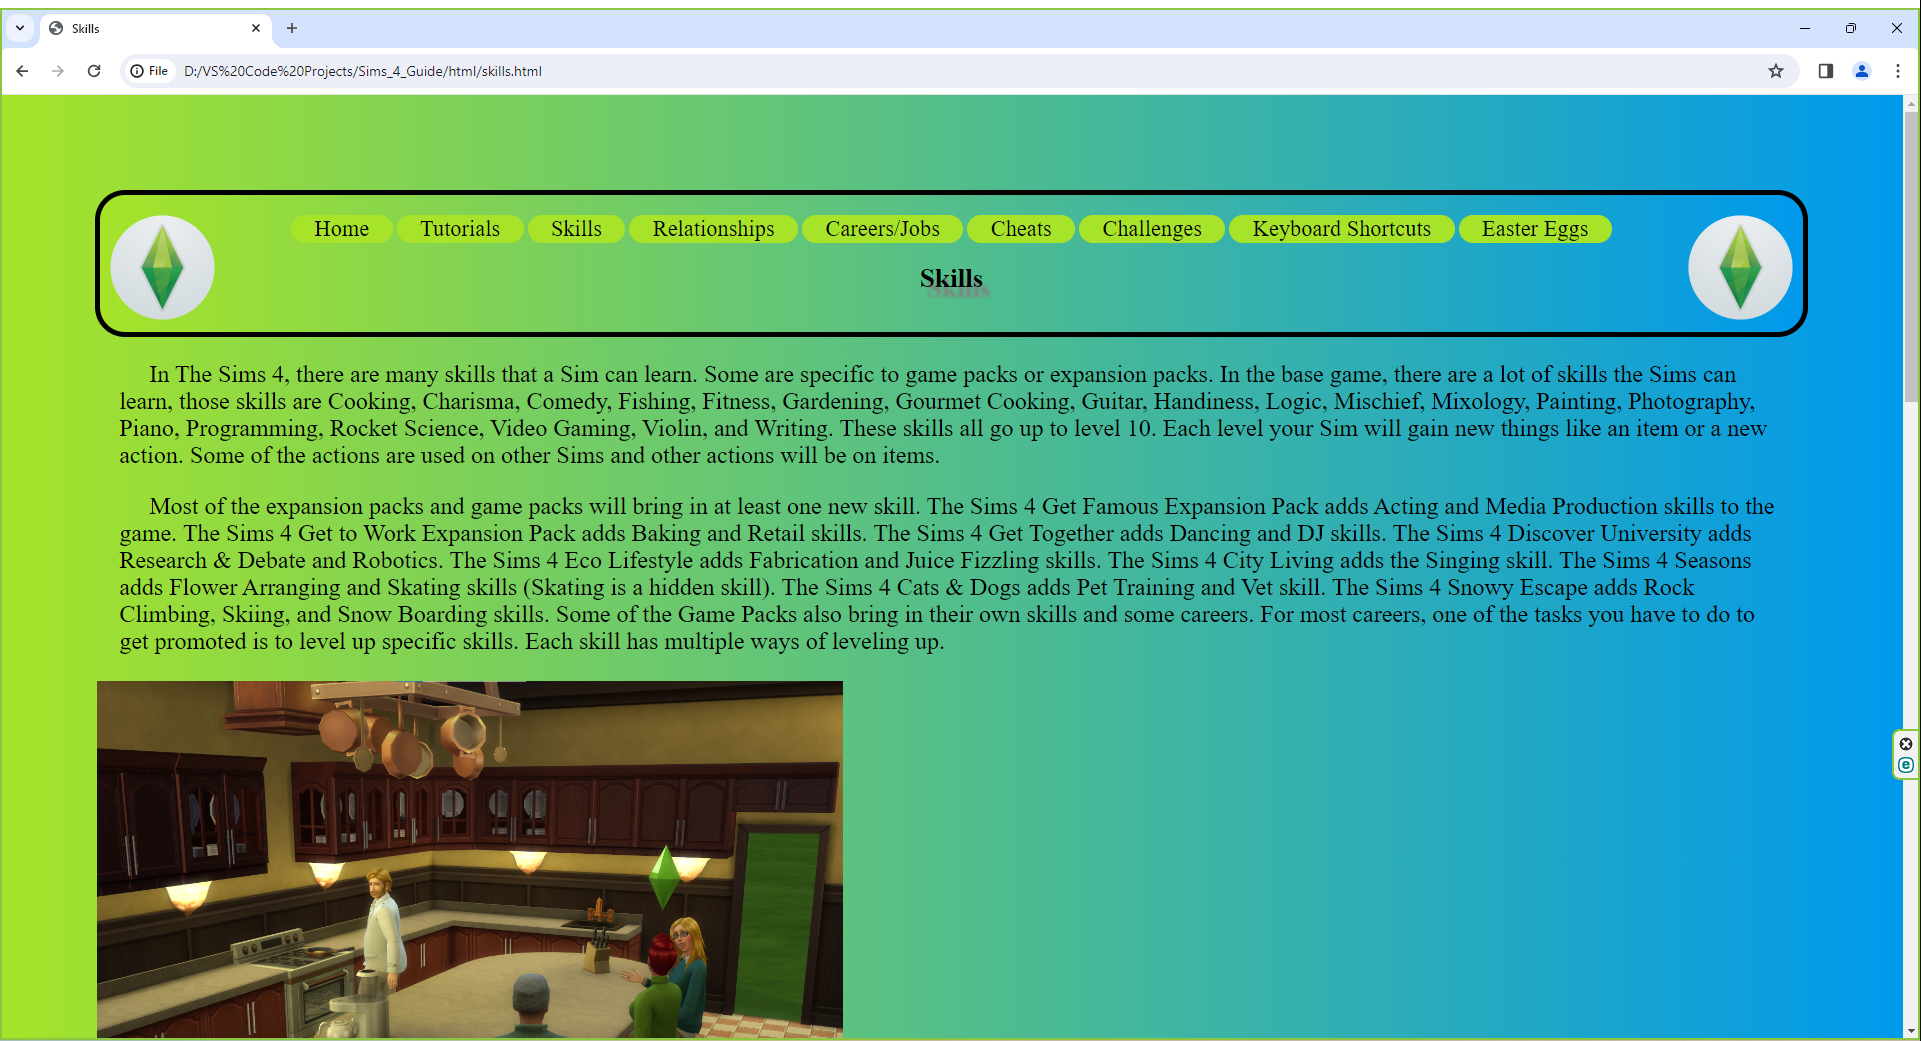 Skills
File
D:/VS%20Code%20Projects/Sims_4_Guide/html/skills.html
Home Tutorials Skills Relationships Careers/Jobs Cheats Challenges Keyboard Shortcuts Easter Eggs
Skills
In The Sims 4, there are many skills that a Sim can learn. Some are specific to game packs or expansion packs. In the base game, there are a lot of skills the Sims can
learn, those skills are Cooking, Charisma, Comedy, Fishing, Fitness, Gardening, Gourmet Cooking, Guitar, Handiness, Logic, Mischief, Mixology, Painting, Photography,
Piano, Programming, Rocket Science, Video Gaming, Violin, and Writing. These skills all go up to level 10. Each level your Sim will gain new things like an item or a new
action. Some of the actions are used on other Sims and other actions will be on items.
Most of the expansion packs and game packs will bring in at least one new skill. The Sims 4 Get Famous Expansion Pack adds Acting and Media Production skills to the
game. The Sims 4 Get to Work Expansion Pack adds Baking and Retail skills. The Sims 4 Get Together adds Dancing and DJ skills. The Sims 4 Discover University adds
Research & Debate and Robotics. The Sims 4 Eco Lifestyle adds Fabrication and Juice Fizzling skills. The Sims 4 City Living adds the Singing skill. The Sims 4 Seasons
adds Flower Arranging and Skating skills (Skating is a hidden skill). The Sims 4 Cats & Dogs adds Pet Training and Vet skill. The Sims 4 Snowy Escape adds Rock
Climbing, Skiing, and Snow Boarding skills. Some of the Game Packs also bring in their own skills and some careers. For most careers, one of the tasks you have to do to
get promoted is to level up specific skills. Each skill has multiple ways of leveling up.